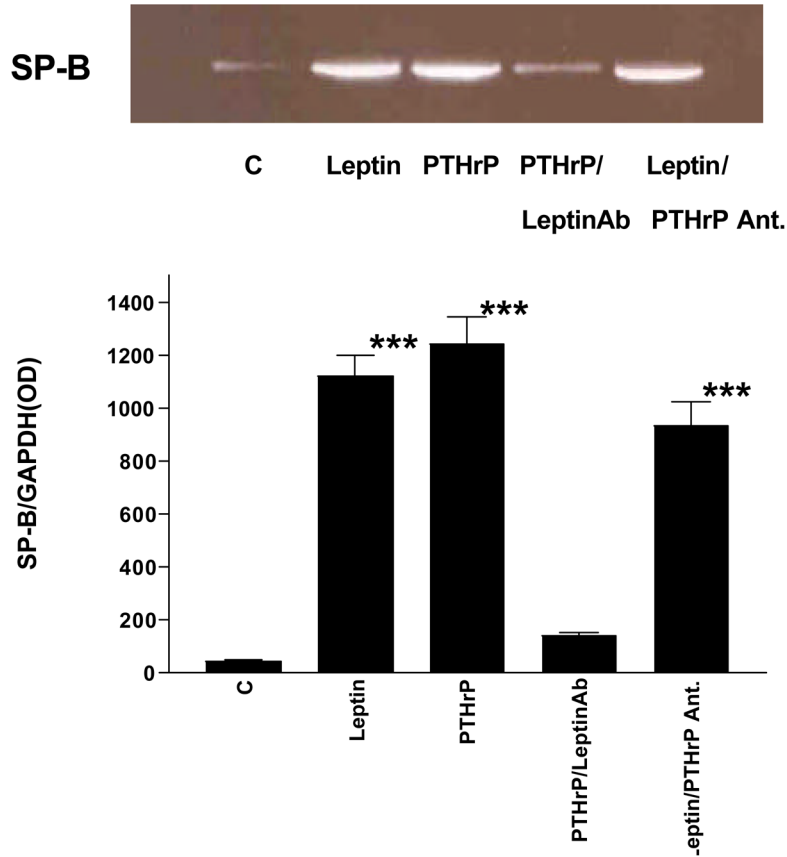 SP-B
C Leptin PTHrP PTHrP/ Leptin/
LeptinAb PTHrP Ant.
SP-B/GAPDH(OD)
1400
1200
1000
800
600
400
200
0
***
***
***
C
Leptin
PTHrP
PTHrP/LeptinAb
.eptin/PTHrP Ant.